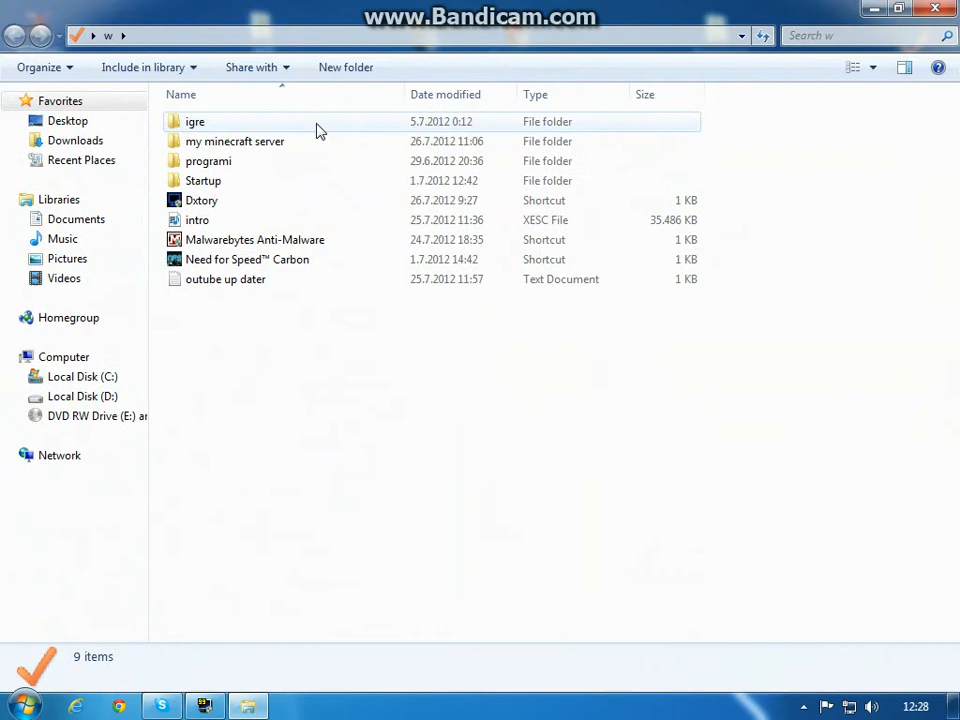 www.Bandicam.com
w
Search w
Organize Include in library Share with New folder
Name Date modified Type Size
Favorites
Desktop
Downloads
Recent Places
Libraries
Documents
Music
Pictures
Videos
Homegroup
Computer
Local Disk (C:)
Local Disk (D:)
DVD RW Drive (E:) ar
Network
igre 5.7.2012 0:12 File folder
my minecraft server 26.7.2012 11:06 File folder
programi 29.6.2012 20:36 File folder
Startup 1.7.2012 12:42 File folder
Dxtory 26.7.2012 9:27 Shortcut 1 KB
intro 25.7.2012 11:36 XESC File 35.486 KB
Malwarebytes Anti-Malware 24.7.2012 18:35 Shortcut 1 KB
Need for Speed™ Carbon 1.7.2012 14:42 Shortcut 1 KB
outube up dater 25.7.2012 11:57 Text Document 1 KB
9 items
99
12:28